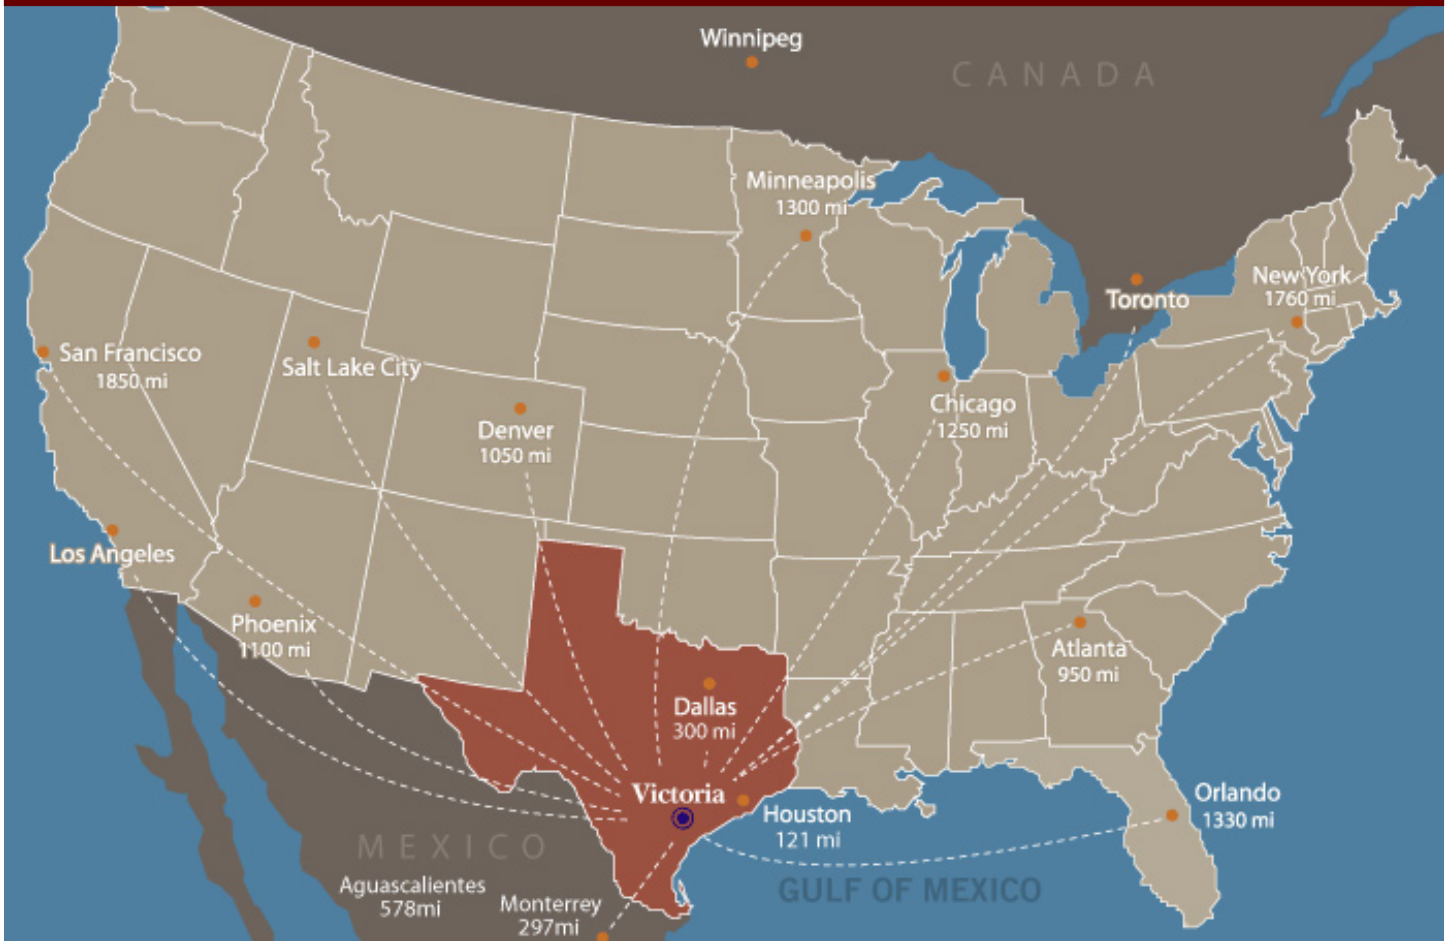 Winnipeg
CANADA
Minneapolis
1300 mi
New York
1760 mi
Toronto
San Francisco
1850 mi
Salt Lake City
Denver
1050 mi
Chicago
1250 mi
Los Angeles
Phoenix
1100 mi
Atlanta
950 mi
Dallas
300 mi
Victoria
Houston
121 mi
Orlando
1330 mi
MEXICO
Aguascalientes
578mi
Monterrey
297mi
GULF OF MEXICO